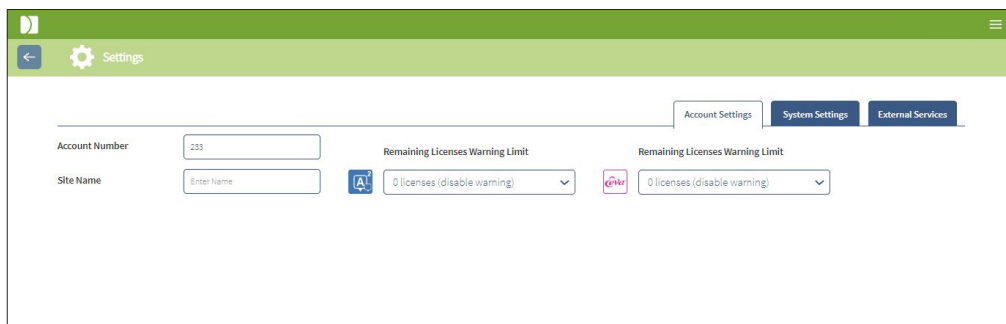 Settings
Account Settings
System Settings
External Services
Account Number
233
Remaining Licenses Warning Limit
Remaining Licenses Warning Limit
Site Name
Enter Name
A
0 licenses (disable warning)
0 licenses (disable warning)